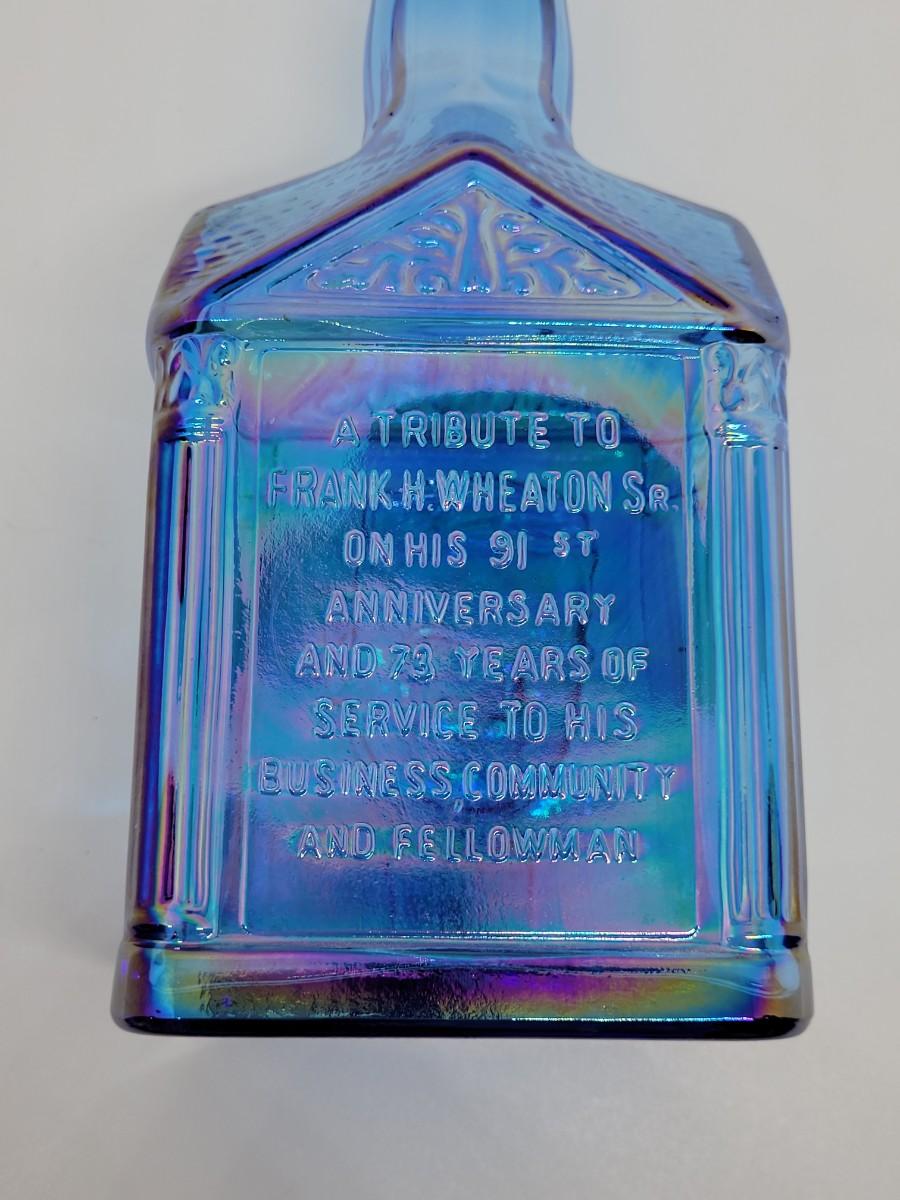 A TRIBUTE TO
FRANK H. WHEATON SR.
ON HIS 91 ST
ANNIVERSARY
AND 73 YEARS OF
SERVICE TO HIS
BUSINESS, COMMUNITY
AND FELLOWMAN